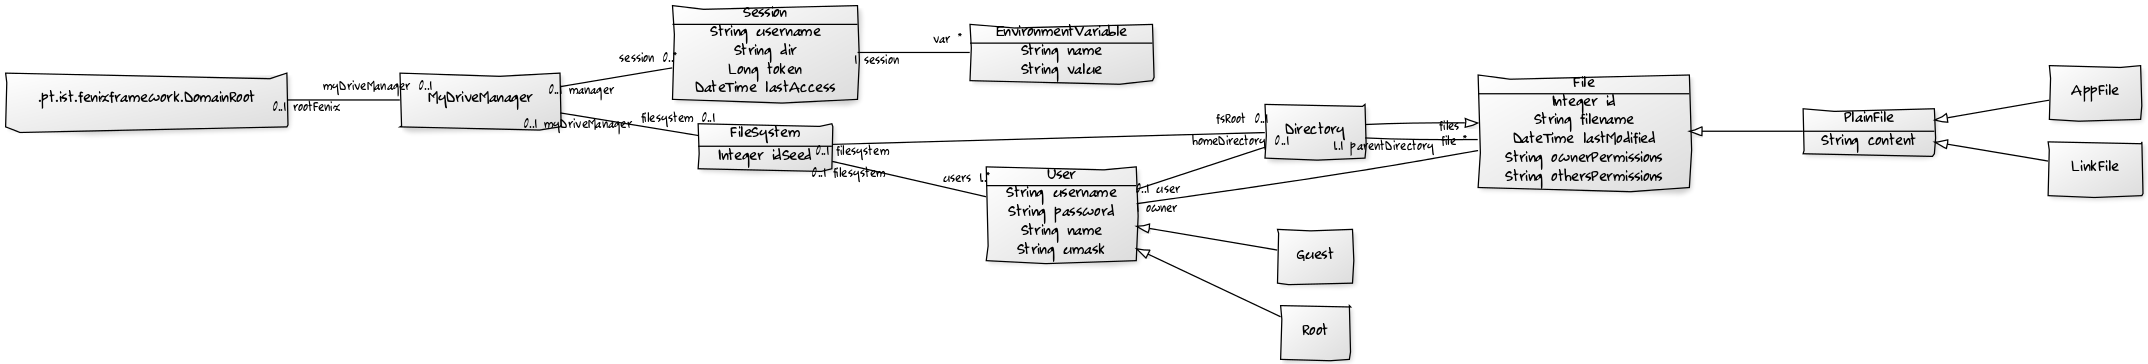 .pt.ist.fenixframework.DomainRoot
0..1 rootFenix
myDriveManager 0..1
MyDriveManager
session 0..*
0..1 manager
filesystem 0..1
0..1 myDriveManager
Session
String username
String dir
Long token
DateTime lastAccess
var *
1 session
EnvironmentVariable
String name
String value
FileSystem
Integer idSeed
0..1 filesystem
0..1 filesystem
users 1..*
User
String username
String password
String name
String umask
fsRoot 0..1
homeDirectory 0..1
Directory
1..1 parentDirectory
files *
file *
0..1 user
1 owner
Guest
Root
File
Integer id
String filename
DateTime lastModified
String ownerPermissions
String othersPermissions
PlainFile
String content
AppFile
LinkFile